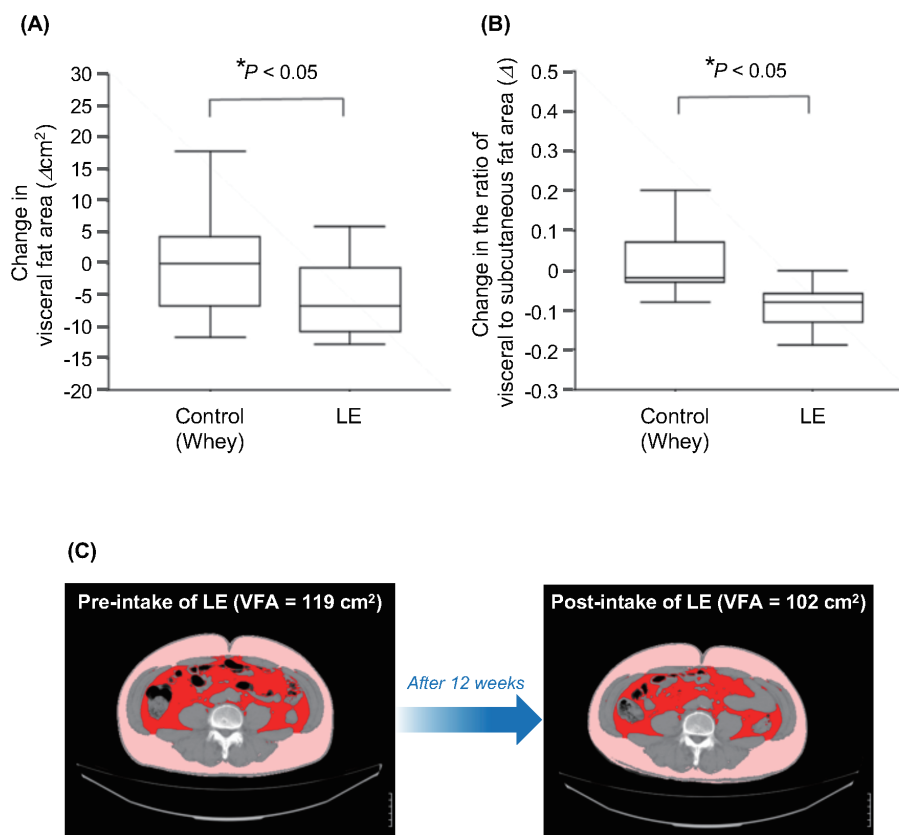 (A)
*P < 0.05
Change in
visceral fat area (Δcm²)
30
25
20
15
10
5
0
-5
-10
-15
-20
Control
(Whey)
LE
(B)
*P < 0.05
Change in the ratio of
visceral to subcutaneous fat area (Δ)
0.5
0.4
0.3
0.2
0.1
0
-0.1
-0.2
-0.3
Control
(Whey)
LE
(C)
Pre-intake of LE (VFA = 119 cm²)
After 12 weeks
Post-intake of LE (VFA = 102 cm²)